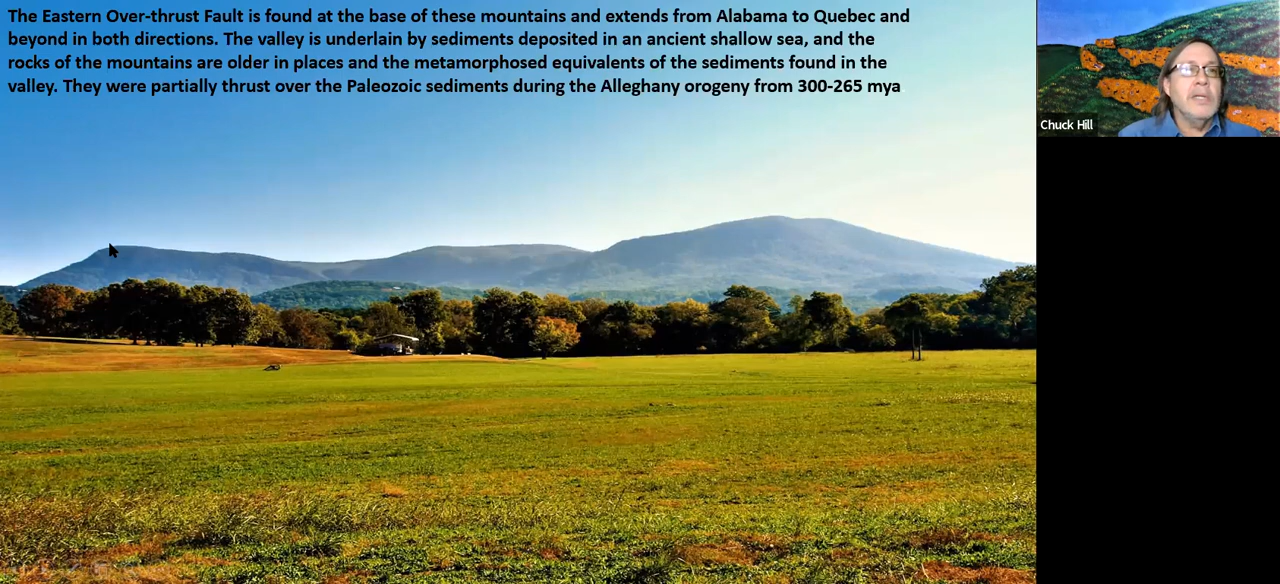 The Eastern Over-thrust Fault is found at the base of these mountains and extends from Alabama to Quebec and
beyond in both directions. The valley is underlain by sediments deposited in an ancient shallow sea, and the
rocks of the mountains are older in places and the metamorphosed equivalents of the sediments found in the
valley. They were partially thrust over the Paleozoic sediments during the Alleghany orogeny from 300-265 mya
Chuck Hill